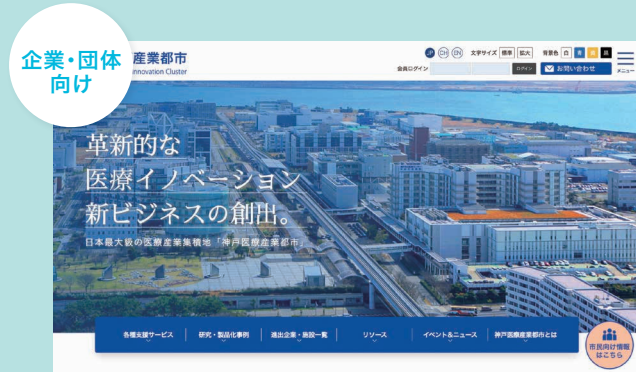 企業・団体
向け
産業都市
nnovation Cluster
JP CH EN 文字サイズ 標準 拡大 背景色 白 青 黄 黒
会員ログイン ログイン お問い合わせ メニュー
革新的な
医療イノベーション
新ビジネスの創出。
日本最大級の医療産業集積地「神戸医療産業都市」
各種支援サービス 研究・製品化事例 進出企業・施設一覧 リソース イベント&ニュース 神戸医療産業都市とは
市民向け情報
はこちら